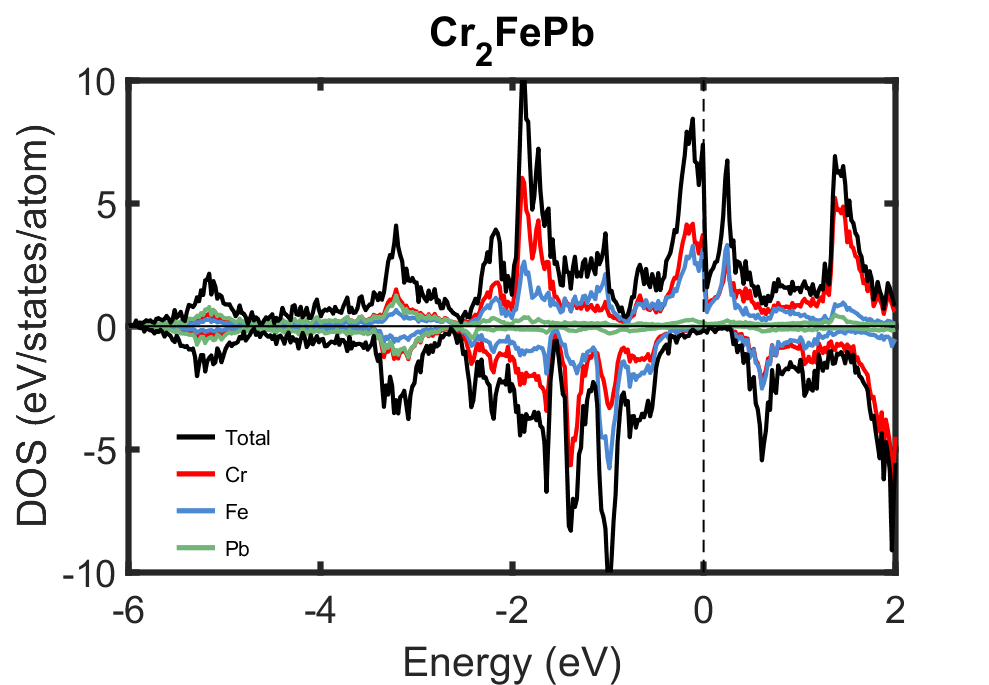 Cr2FePb
DOS (eV/states/atom)
10
5
0
-5
-10
Total
Cr
Fe
Pb
-6 -4 -2 0 2
Energy (eV)